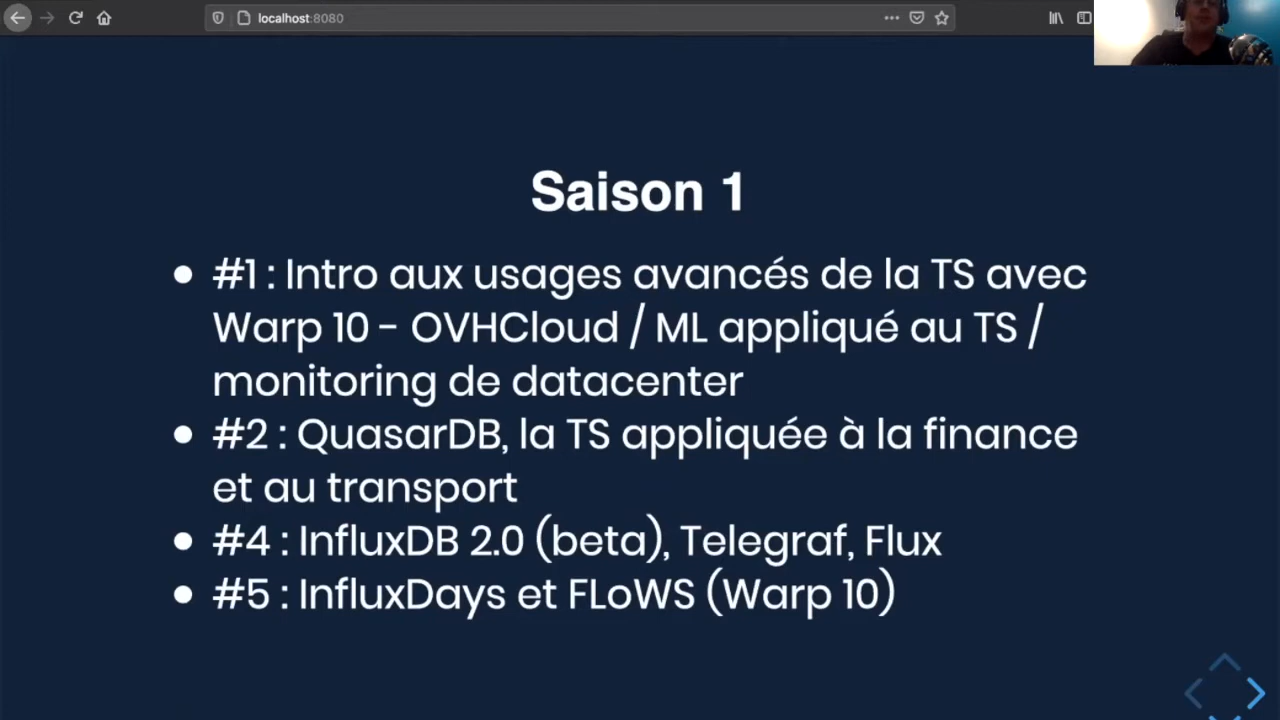 localhost:8080
Saison 1
#1 : Intro aux usages avancés de la TS avec
Warp 10 - OVHCloud / ML appliqué au TS /
monitoring de datacenter
#2 : QuasarDB, la TS appliquée à la finance
et au transport
#4 : InfluxDB 2.0 (beta), Telegraf, Flux
#5 : InfluxDays et FLoWS (Warp 10)